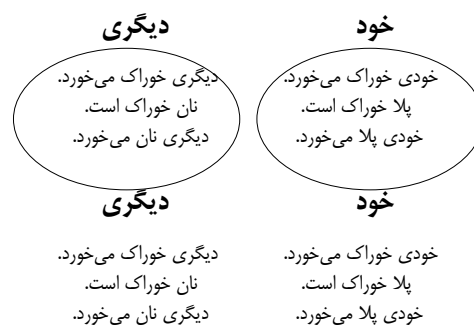 خود دیگری
خودی خوراک می‌خورد. دیگری خوراک می‌خورد.
پلا خوراک است. نان خوراک است.
خودی پلا می‌خورد. دیگری نان می‌خورد.
خود دیگری
خودی خوراک می‌خورد. دیگری خوراک می‌خورد.
پلا خوراک است. نان خوراک است.
خودی پلا می‌خورد. دیگری نان می‌خورد.